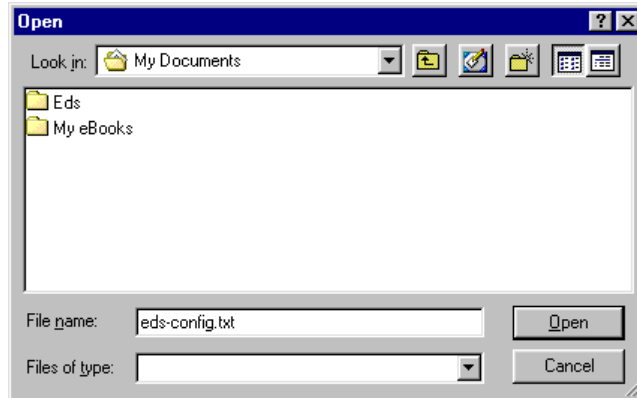 Open
Look in: My Documents
Eds
My eBooks
File name: eds-config.txt Open
Files of type: Cancel